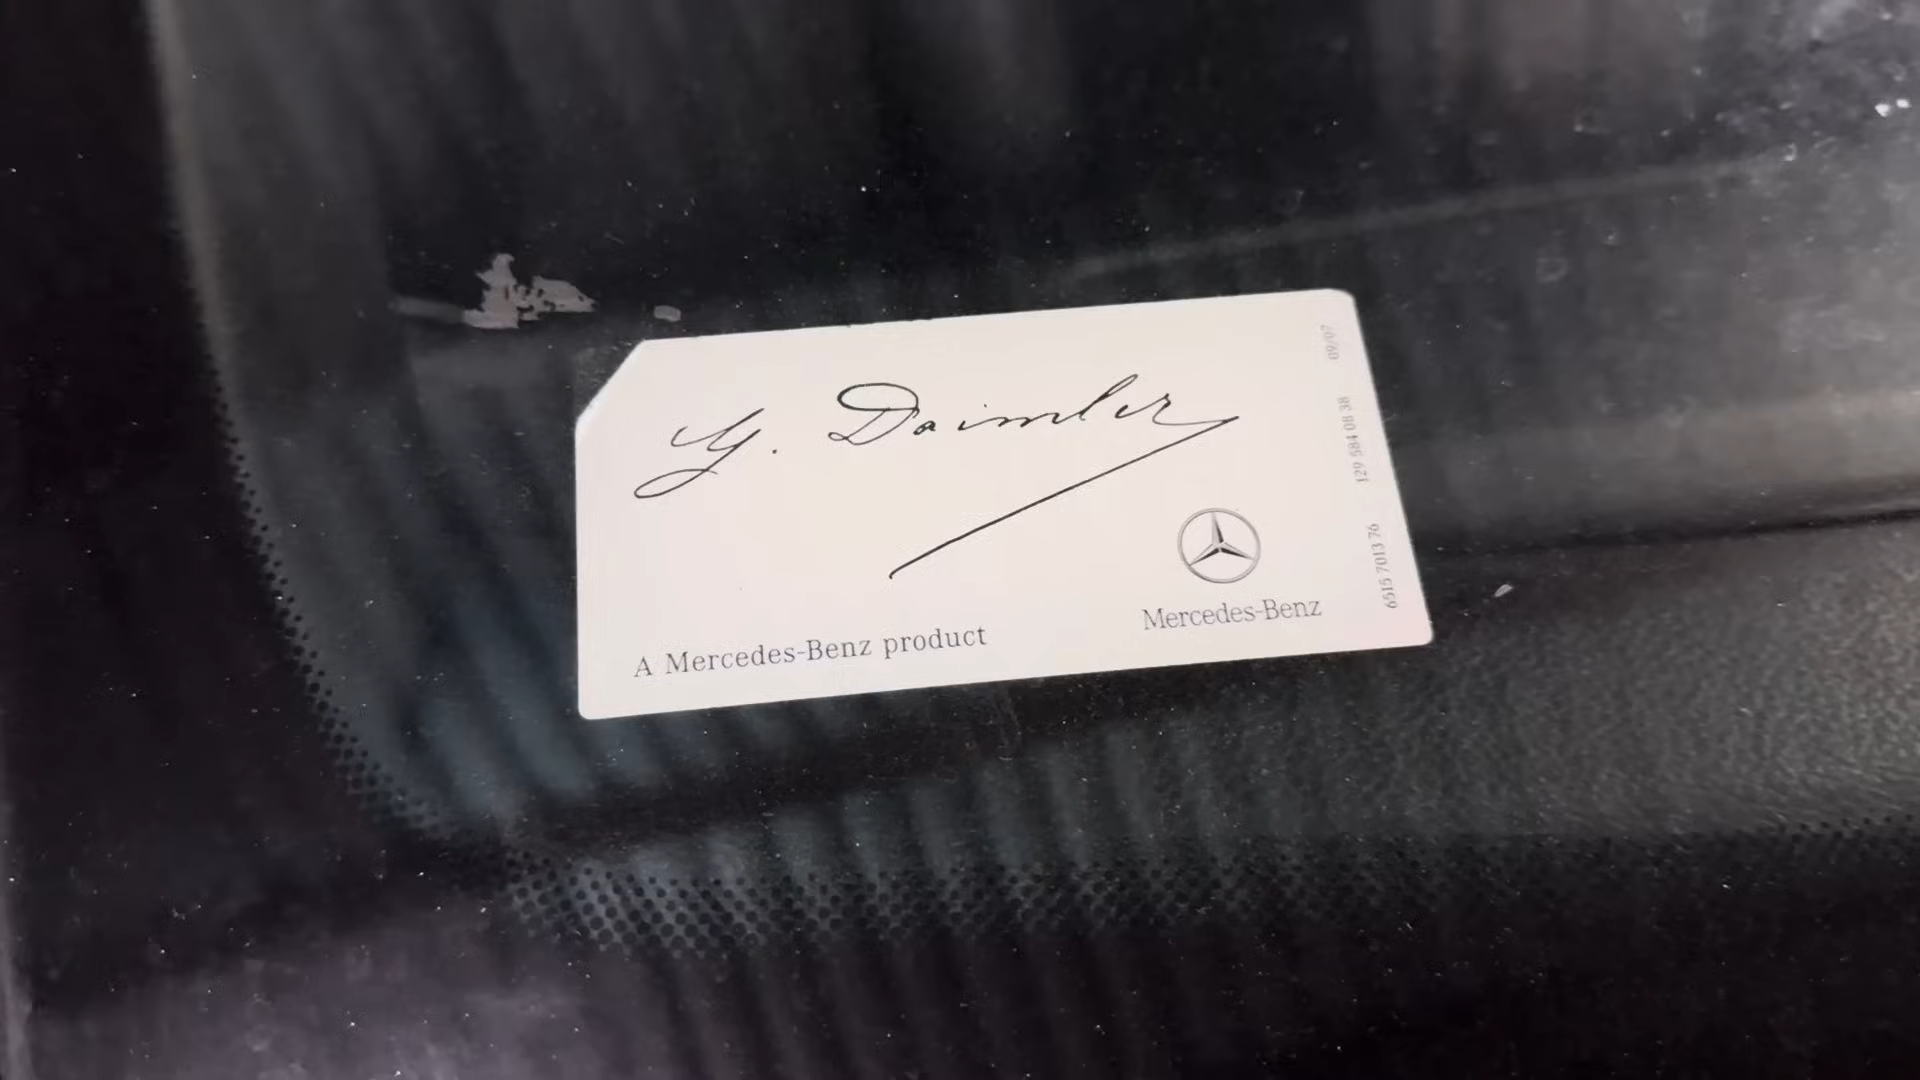 G. Daimler
Mercedes-Benz
A Mercedes-Benz product
6515 7013 76 129 584 08 38 09/07